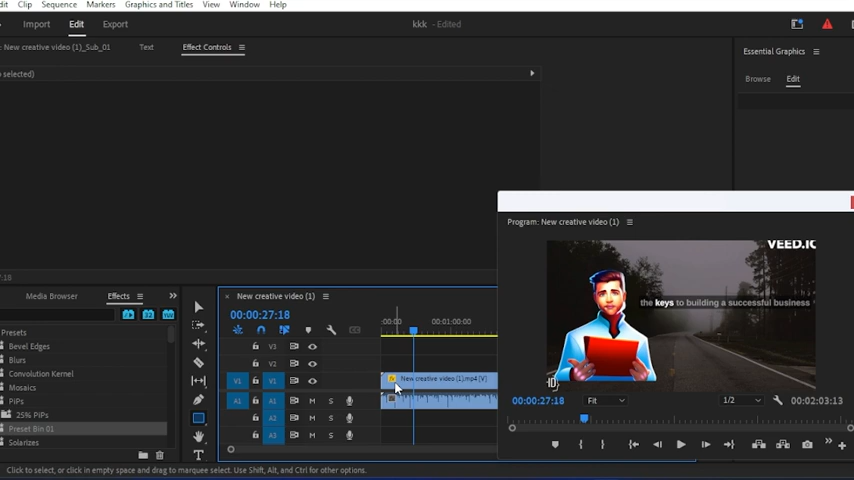 Clip Sequence Markers Graphics and Titles View Window Help
Import Edit Export
kkk - Edited
: New creative video (1)_Sub_01 Text Effect Controls
Essential Graphics
selected)
Browse Edit
Program: New creative video (1)
VEED.IO
the keys to building a successful business
:18
Media Browser Effects
New creative video (1)
Presets
00:00:27:18
Bevel Edges
:00:00 00:01:00:00
Blurs
V3
Convolution Kernel
V2
Mosaics
V1 V1 New creative video (1).mp4 [V]
PiPs
A1 A1 M S
25% PiPs
A2 M S
Preset Bin 01
A3 M S
Solarizes
00:00:27:18 Fit 1/2 00:02:03:13
Click to select, or click in empty space and drag to marquee select. Use Shift, Alt, and Ctrl for other options.